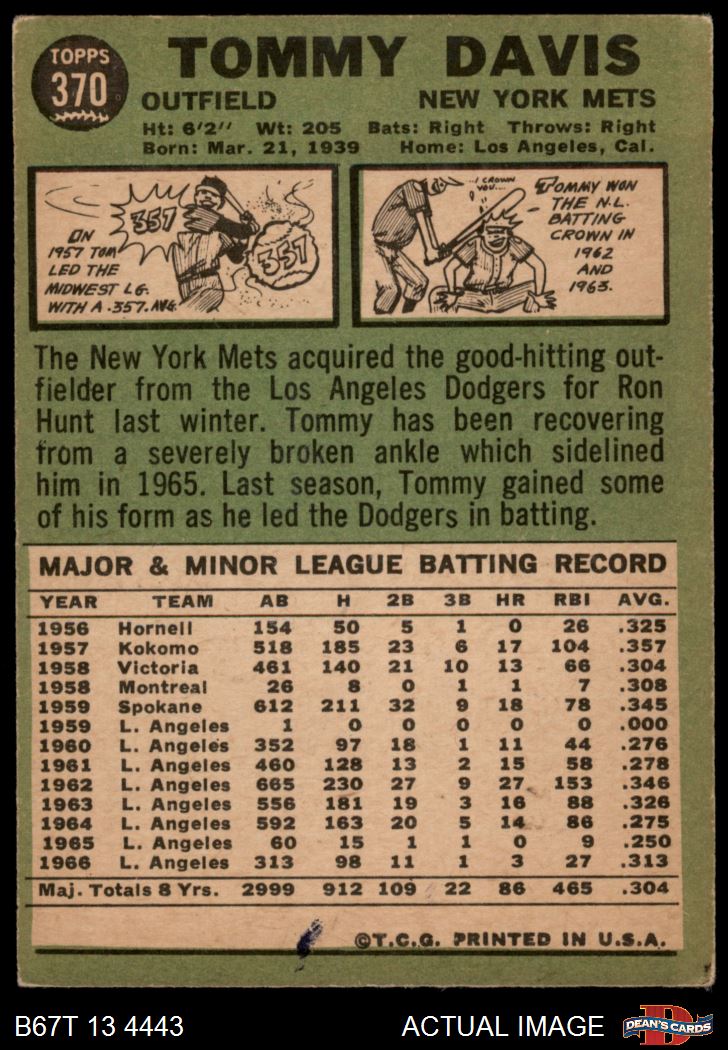 TOPPS
370
TOMMY DAVIS
OUTFIELD NEW YORK METS
Ht: 6'2" Wt: 205 Bats: Right Throws: Right
Born: Mar. 21, 1939 Home: Los Angeles, Cal.
357
357
ON
1957 TOM
LED THE
MIDWEST LG.
WITH A .357. AVG.
...I CROWN
YOU...
TOMMY WON
THE N.L.
BATTING
CROWN IN
1962
AND
1963.
The New York Mets acquired the good-hitting out-
fielder from the Los Angeles Dodgers for Ron
Hunt last winter. Tommy has been recovering
from a severely broken ankle which sidelined
him in 1965. Last season, Tommy gained some
of his form as he led the Dodgers in batting.
MAJOR & MINOR LEAGUE BATTING RECORD
YEAR TEAM AB H 2B 3B HR RBI AVG.
1956 Hornell 154 50 5 1 0 26 .325
1957 Kokomo 518 185 23 6 17 104 .357
1958 Victoria 461 140 21 10 13 66 .304
1958 Montreal 26 8 0 1 1 7 .308
1959 Spokane 612 211 32 9 18 78 .345
1959 L. Angeles 1 0 0 0 0 0 .000
1960 L. Angeles 352 97 18 1 11 44 .276
1961 L. Angeles 460 128 13 2 15 58 .278
1962 L. Angeles 665 230 27 9 27 153 .346
1963 L. Angeles 556 181 19 3 16 88 .326
1964 L. Angeles 592 163 20 5 14 86 .275
1965 L. Angeles 60 15 1 1 0 9 .250
1966 L. Angeles 313 98 11 1 3 27 .313
Maj. Totals 8 Yrs. 2999 912 109 22 86 465 .304
©T.C.G. PRINTED IN U.S.A.
B67T 13 4443 ACTUAL IMAGE
D
DEAN'S CARDS